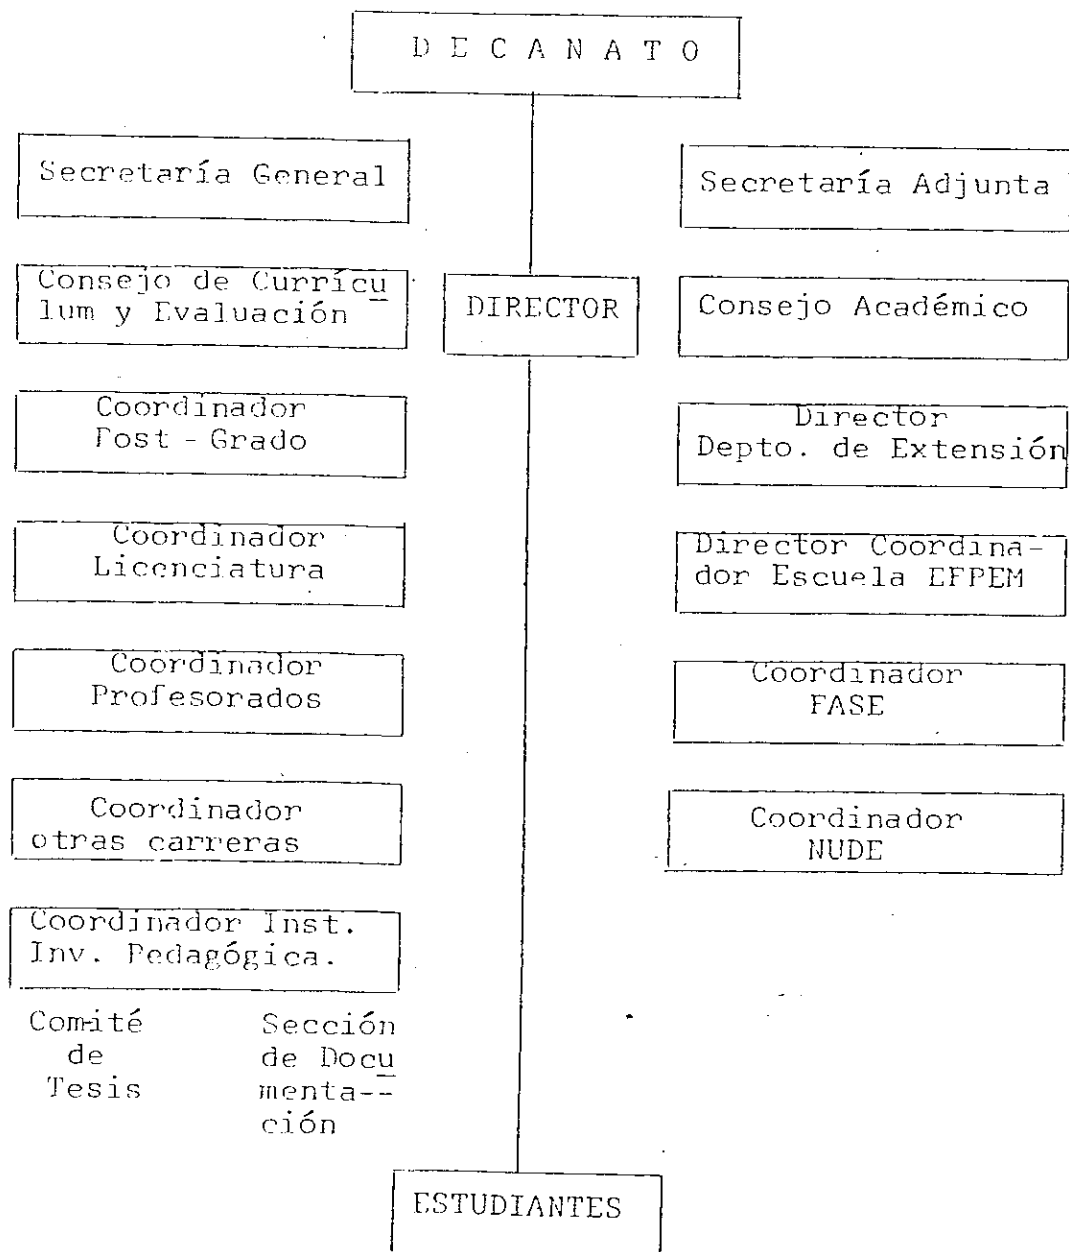 D E C A N A T O
Secretaría General
Secretaría Adjunta
Consejo de Currícu
lum y Evaluación
DIRECTOR
Consejo Académico
Coordinador
Post - Grado
Director
Depto. de Extensión
Coordinador
Licenciatura
Director Coordina-
dor Escuela EFPEM
Coordinador
Profesorados
Coordinador
FASE
Coordinador
otras carreras
Coordinador
NUDE
Coordinador Inst.
Inv. Pedagógica.
Comité
de
Tesis
Sección
de Docu
menta--
ción
ESTUDIANTES